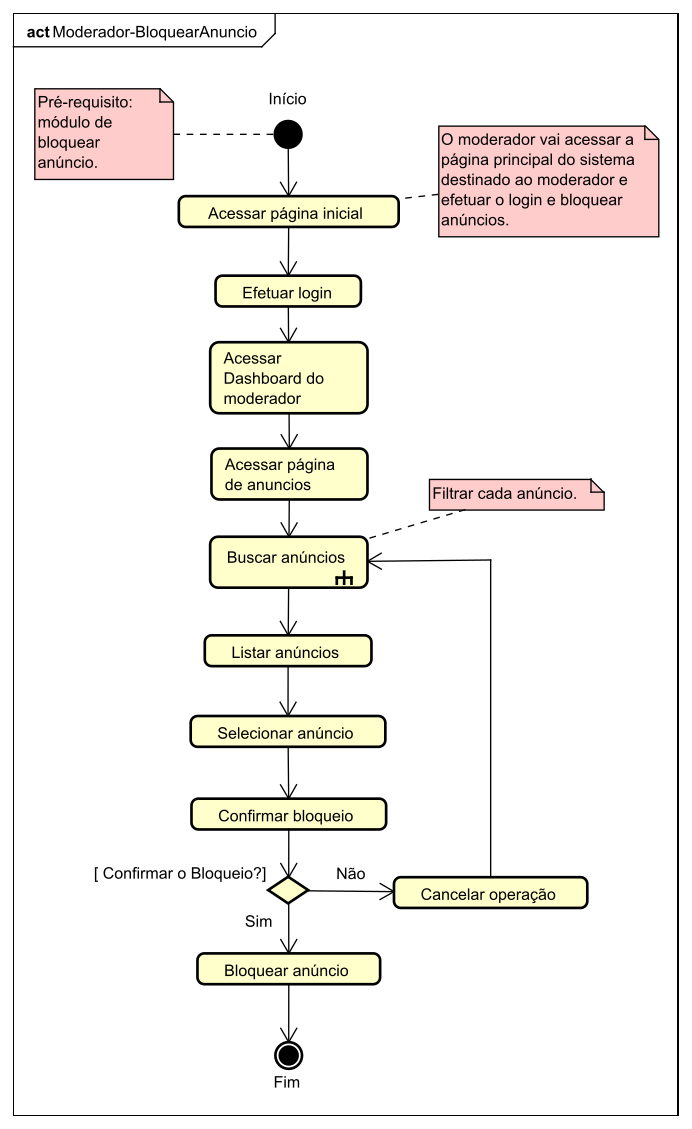 act Moderador-BloquearAnuncio
Início
Pré-requisito:
módulo de
bloquear
anúncio.
O moderador vai acessar a
página principal do sistema
destinado ao moderador e
efetuar o login e bloquear
anúncios.
Acessar página inicial
Efetuar login
Acessar
Dashboard do
moderador
Acessar página
de anuncios
Filtrar cada anúncio.
Buscar anúncios
Listar anúncios
Selecionar anúncio
Confirmar bloqueio
[ Confirmar o Bloqueio?]
Não
Cancelar operação
Sim
Bloquear anúncio
Fim